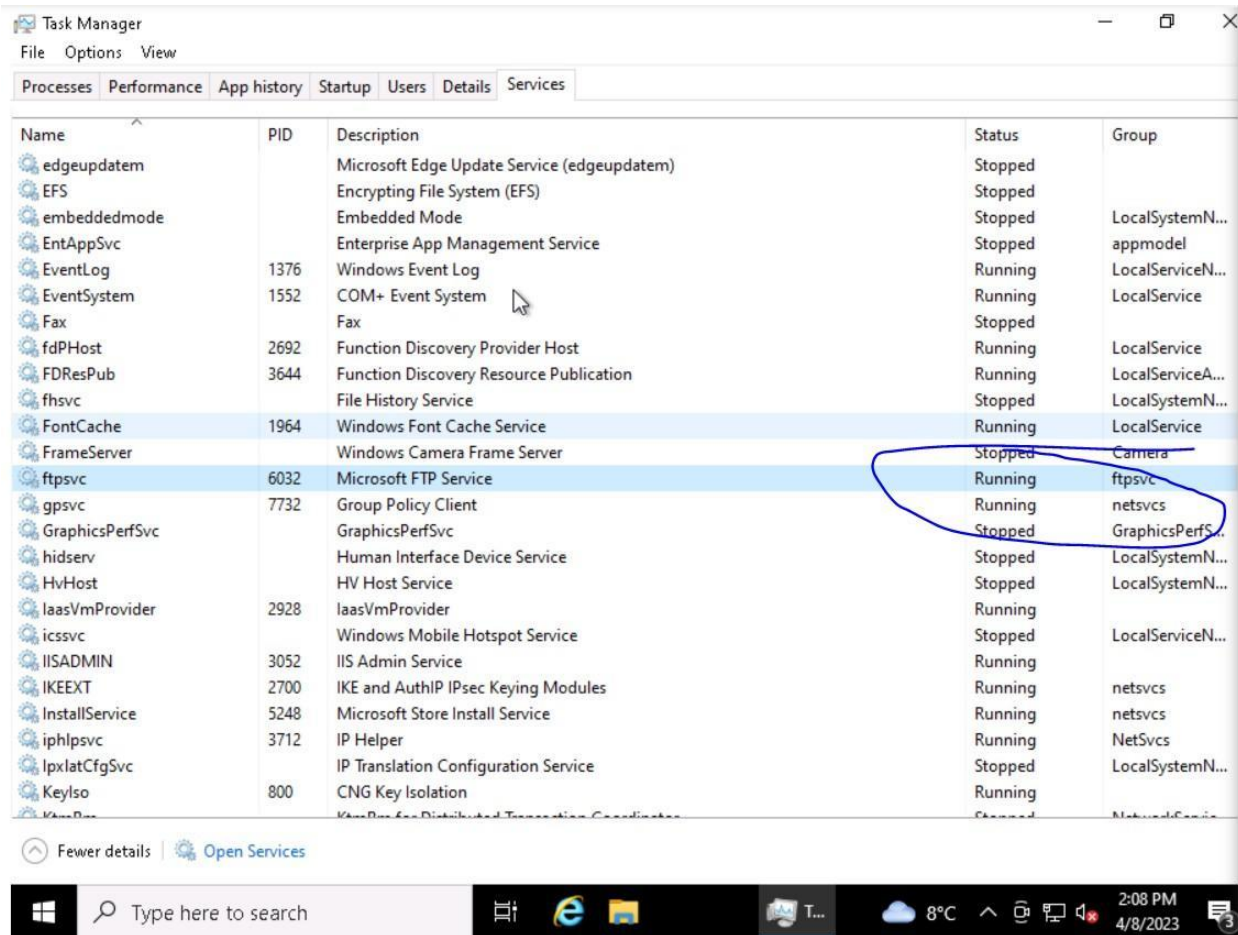 Task Manager
File Options View
Processes Performance App history Startup Users Details Services
Name PID Description Status Group
edgeupdatem Microsoft Edge Update Service (edgeupdatem) Stopped
EFS Encrypting File System (EFS) Stopped
embeddedmode Embedded Mode Stopped LocalSystemN...
EntAppSvc Enterprise App Management Service Stopped appmodel
EventLog 1376 Windows Event Log Running LocalServiceN...
EventSystem 1552 COM+ Event System Running LocalService
Fax Fax Stopped
fdPHost 2692 Function Discovery Provider Host Running LocalService
FDResPub 3644 Function Discovery Resource Publication Running LocalServiceA...
fhsvc File History Service Stopped LocalSystemN...
FontCache 1964 Windows Font Cache Service Running LocalService
FrameServer Windows Camera Frame Server Stopped Camera
ftpsvc 6032 Microsoft FTP Service Running ftpsvc
gpsvc 7732 Group Policy Client Running netsvcs
GraphicsPerfSvc GraphicsPerfSvc Stopped GraphicsPerfS...
hidserv Human Interface Device Service Stopped LocalSystemN...
HvHost HV Host Service Stopped LocalSystemN...
IaasVmProvider 2928 IaasVmProvider Running
icssvc Windows Mobile Hotspot Service Stopped LocalServiceN...
IISADMIN 3052 IIS Admin Service Running
IKEEXT 2700 IKE and AuthIP IPsec Keying Modules Running netsvcs
InstallService 5248 Microsoft Store Install Service Running netsvcs
iphlpsvc 3712 IP Helper Running NetSvcs
IpxlatCfgSvc IP Translation Configuration Service Stopped LocalSystemN...
KeyIso 800 CNG Key Isolation Running
Fewer details Open Services
Type here to search T... 8°C 2:08 PM
4/8/2023 3